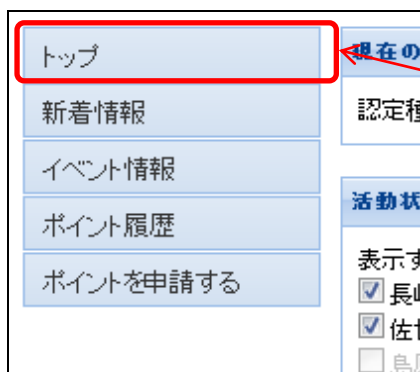 トップ
新着情報
イベント情報
ポイント履歴
ポイントを申請する
現在の
認定種
活動状
表示す
長崎
佐世
島原